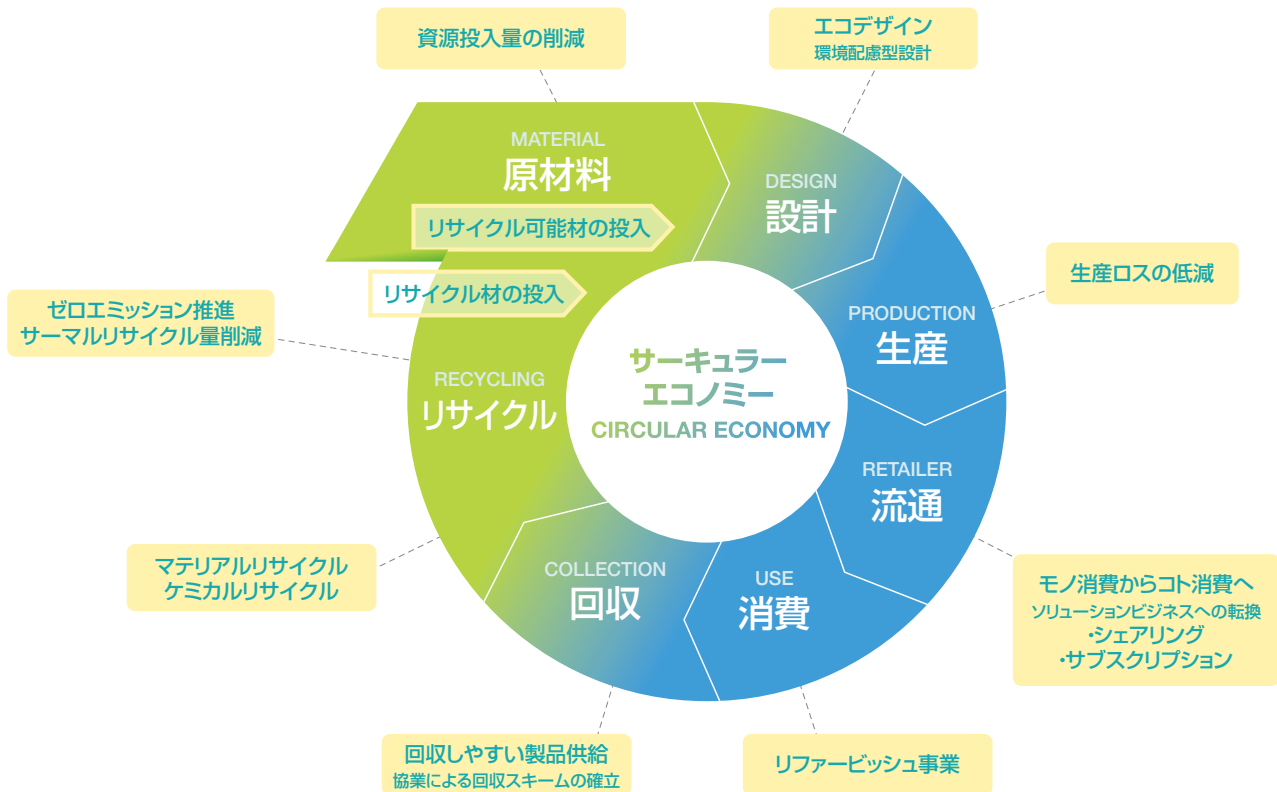 資源投入量の削減
エコデザイン
環境配慮型設計
MATERIAL
原材料
DESIGN
設計
リサイクル可能材の投入
リサイクル材の投入
生産ロスの低減
ゼロエミッション推進
サーマルリサイクル量削減
PRODUCTION
生産
サーキュラー
エコノミー
CIRCULAR ECONOMY
RECYCLING
リサイクル
RETAILER
流通
マテリアルリサイクル
ケミカルリサイクル
COLLECTION
回収
USE
消費
モノ消費からコト消費へ
ソリューションビジネスへの転換
・シェアリング
・サブスクリプション
回収しやすい製品供給
協業による回収スキームの確立
リファービッシュ事業